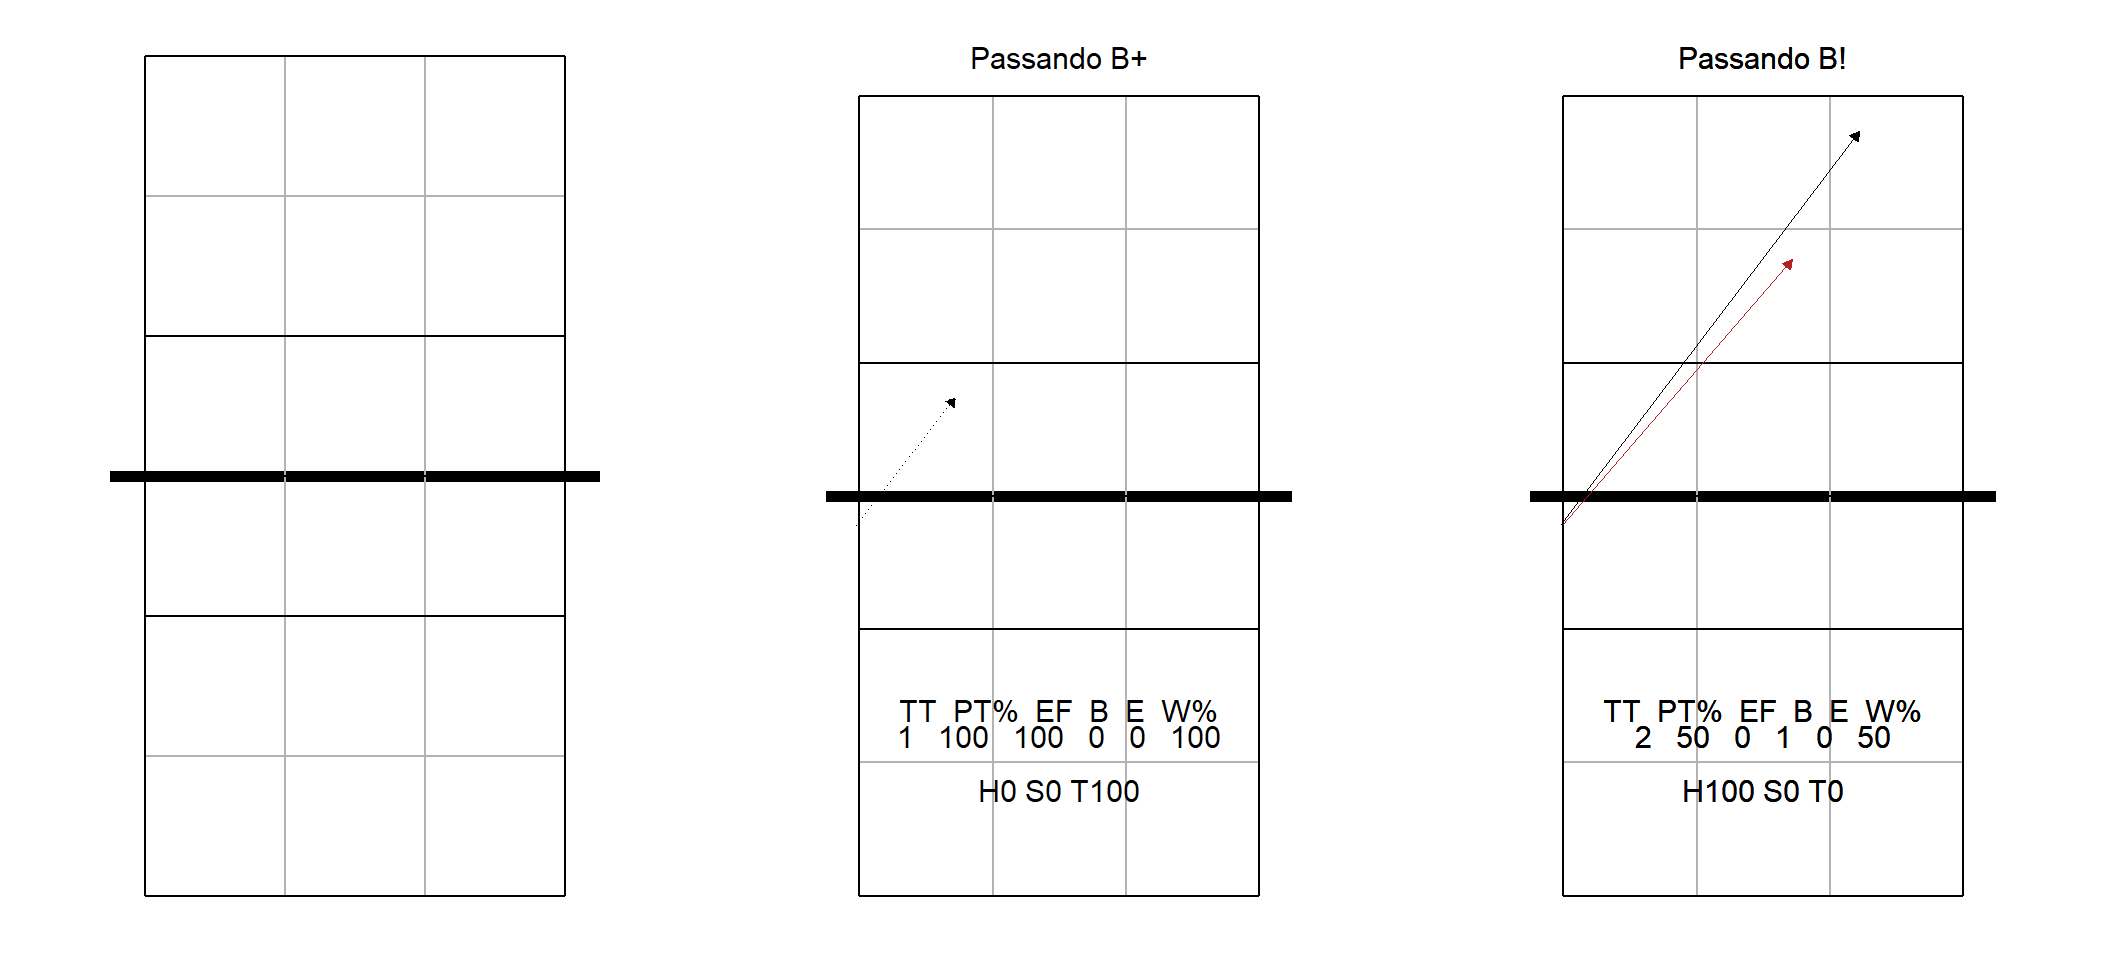 Passando B+
TT PT% EF B E W%
1 100 100 0 0 100
H0 S0 T100
Passando B!
TT PT% EF B E W%
2 50 0 1 0 50
H100 S0 T0